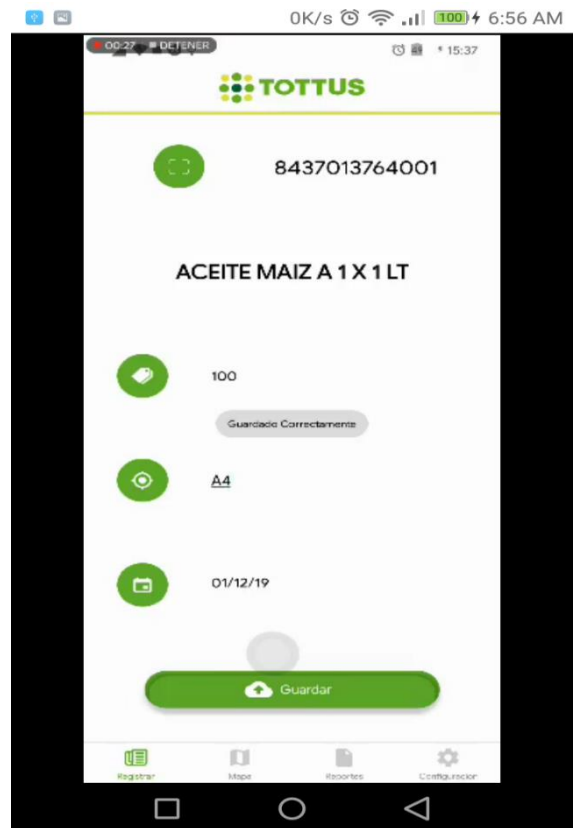 0K/s 100 6:56 AM
00:27 DETENER 15:37
TOTTUS
8437013764001
ACEITE MAIZ A 1 X 1 LT
100
Guardado Correctamente
A4
01/12/19
Guardar
Registrar Mapa Reportes Configuracion